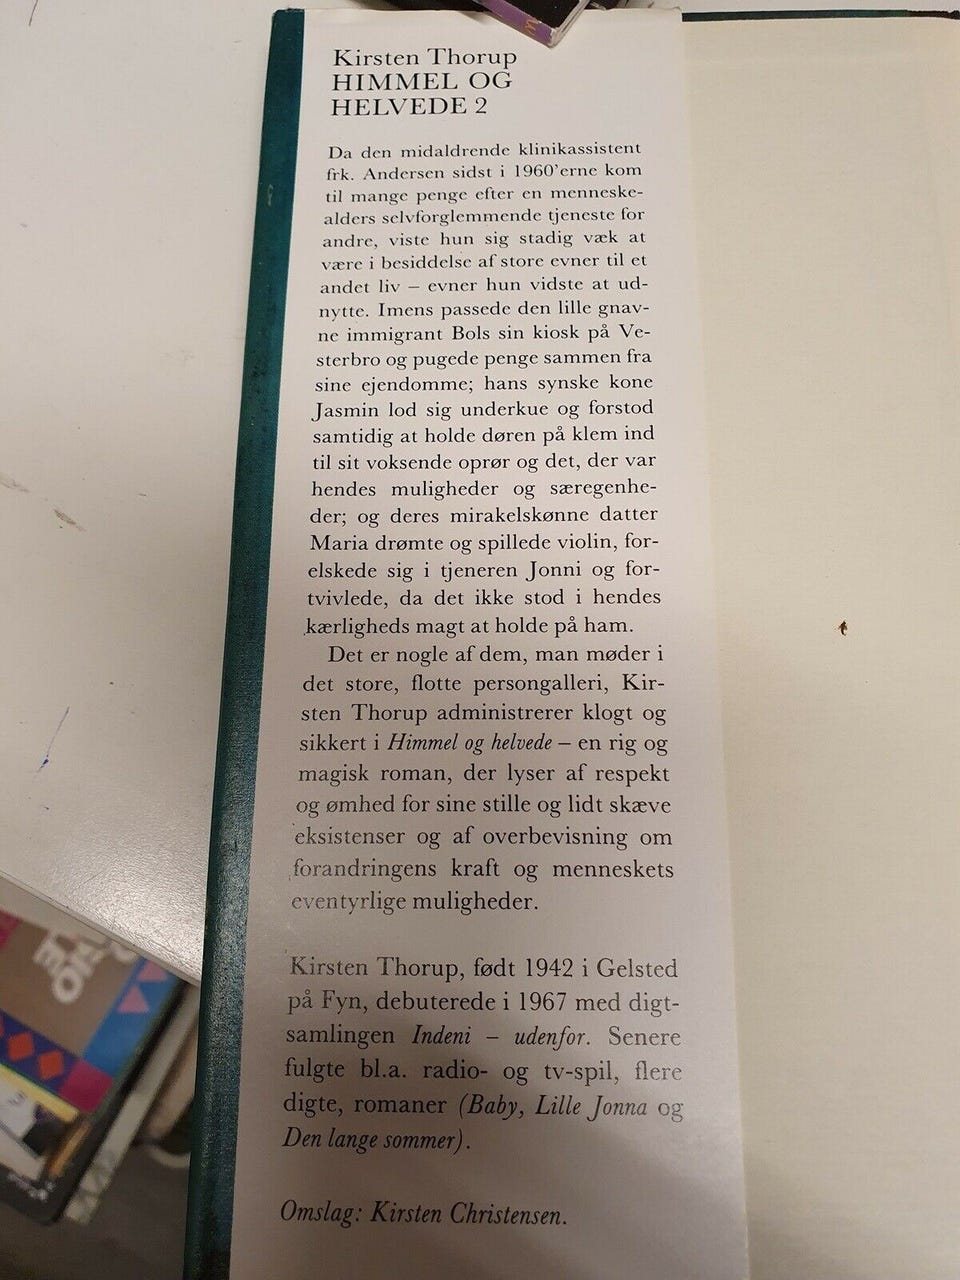 Kirsten Thorup
HIMMEL OG
HELVEDE 2
Da den midaldrende klinikassistent
frk. Andersen sidst i 1960'erne kom
til mange penge efter en menneske-
alders selvforglemmende tjeneste for
andre, viste hun sig stadig væk at
være i besiddelse af store evner til et
andet liv – evner hun vidste at ud-
nytte. Imens passede den lille gnav-
ne immigrant Bols sin kiosk på Ve-
sterbro og pugede penge sammen fra
sine ejendomme; hans synske kone
Jasmin lod sig underkue og forstod
samtidig at holde døren på klem ind
til sit voksende oprør og det, der var
hendes muligheder og særegenhe-
der; og deres mirakelskønne datter
Maria drømte og spillede violin, for-
elskede sig i tjeneren Jonni og for-
tvivlede, da det ikke stod i hendes
kærligheds magt at holde på ham.
Det er nogle af dem, man møder i
det store, flotte persongalleri, Kir-
sten Thorup administrerer klogt og
sikkert i Himmel og helvede – en rig og
magisk roman, der lyser af respekt
og ømhed for sine stille og lidt skæve
eksistenser og af overbevisning om
forandringens kraft og menneskets
eventyrlige muligheder.
Kirsten Thorup, født 1942 i Gelsted
på Fyn, debuterede i 1967 med digt-
samlingen Indeni – udenfor. Senere
fulgte bl.a. radio- og tv-spil, flere
digte, romaner (Baby, Lille Jonna og
Den lange sommer).
Omslag: Kirsten Christensen.